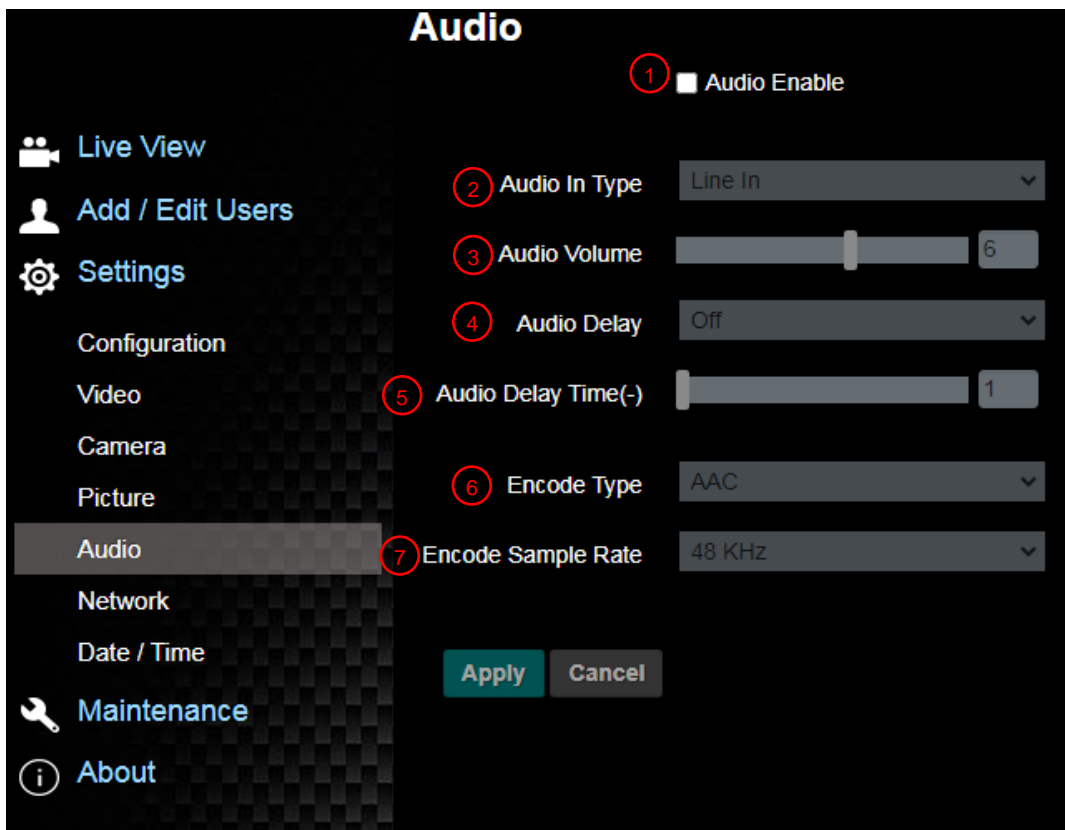 Audio
1 Audio Enable
Live View
Add / Edit Users
Settings
Configuration
Video
Camera
Picture
Audio
Network
Date / Time
Maintenance
About
2 Audio In Type Line In
3 Audio Volume 6
4 Audio Delay Off
5 Audio Delay Time(-) 1
6 Encode Type AAC
7 Encode Sample Rate 48 KHz
Apply Cancel